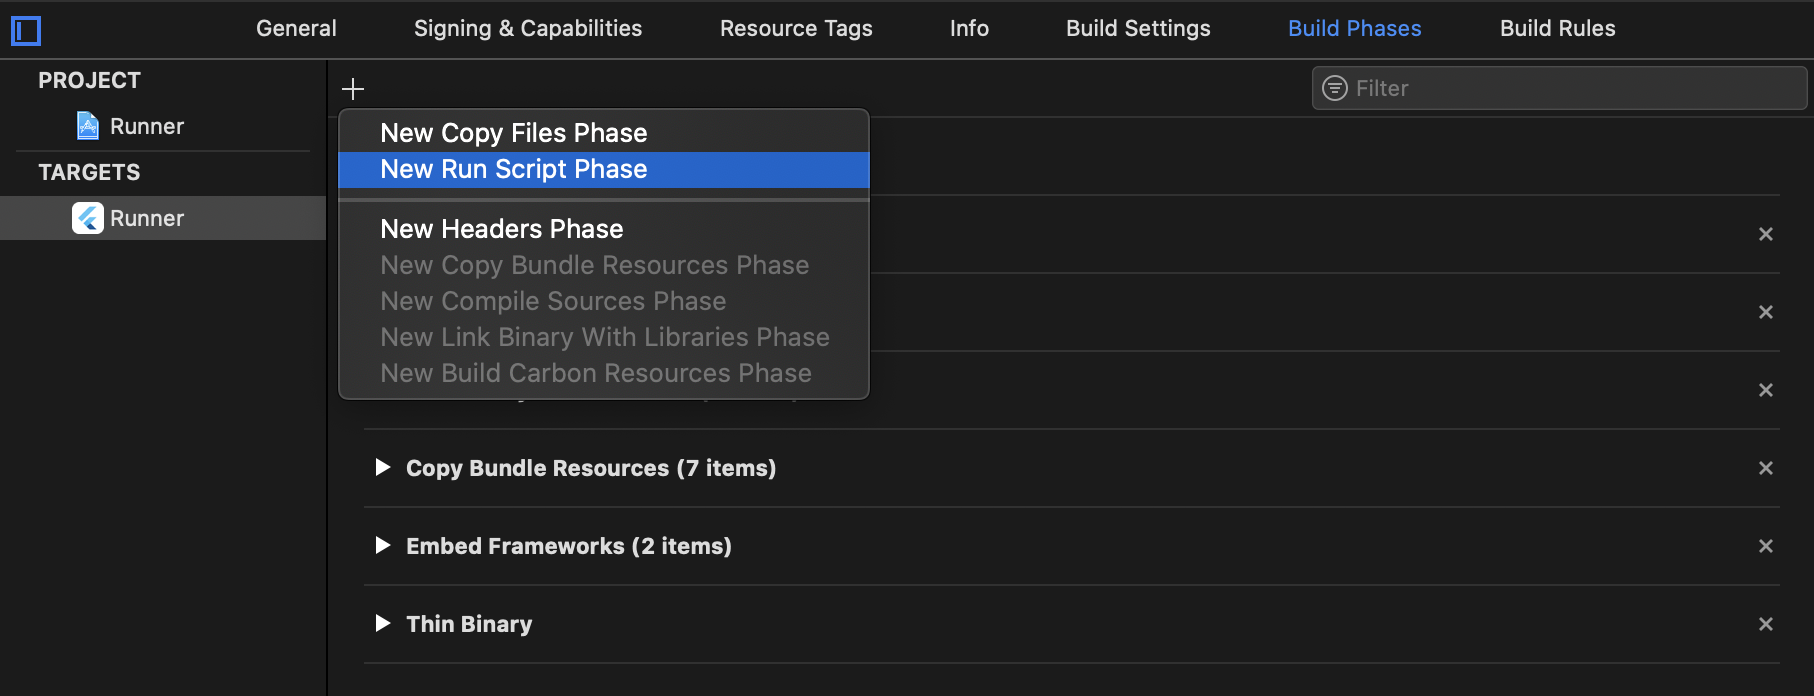 General
Signing & Capabilities
Resource Tags
Info
Build Settings
Build Phases
Build Rules
PROJECT
Runner
TARGETS
Runner
Filter
New Copy Files Phase
New Run Script Phase
New Headers Phase
New Copy Bundle Resources Phase
New Compile Sources Phase
New Link Binary With Libraries Phase
New Build Carbon Resources Phase
Copy Bundle Resources (7 items)
Embed Frameworks (2 items)
Thin Binary